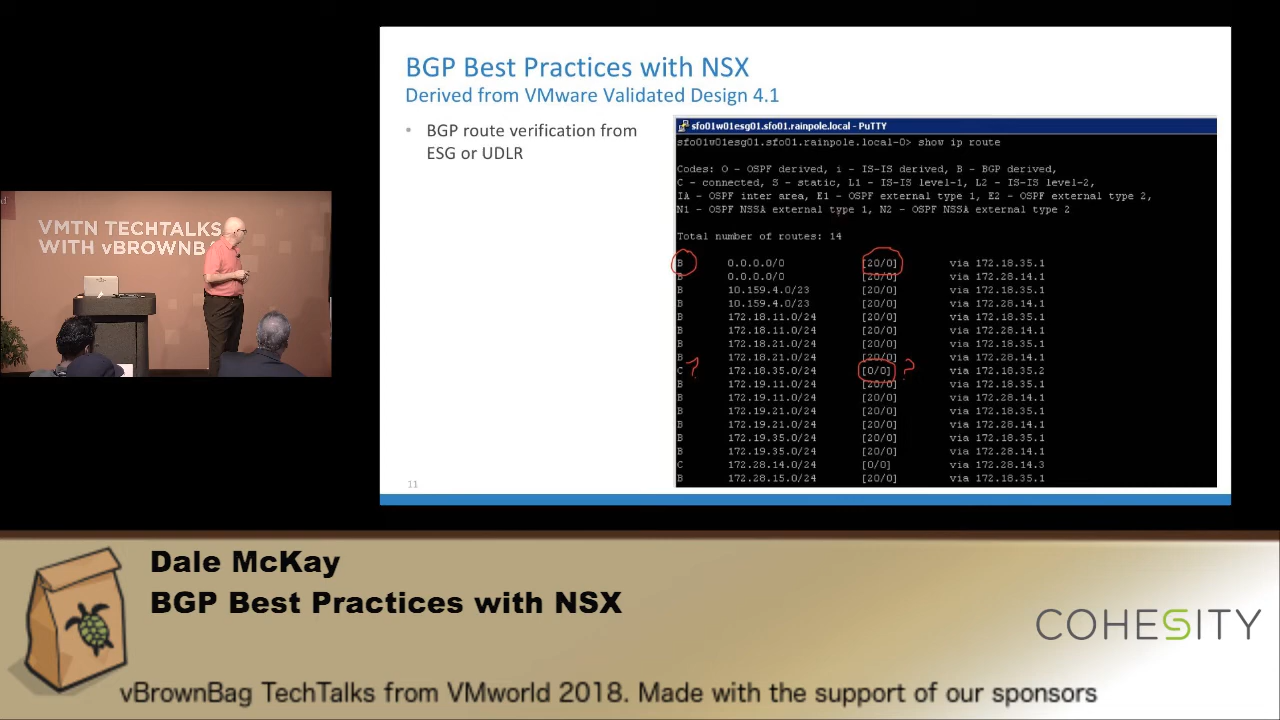 BGP Best Practices with NSX
Derived from VMware Validated Design 4.1
• BGP route verification from
ESG or UDLR
sfo01w01esg01.sfo01.rainpole.local - PuTTY
sfo01w01esg01.sfo01.rainpole.local-0> show ip route
Codes: O - OSPF derived, i - IS-IS derived, B - BGP derived,
C - connected, S - static, L1 - IS-IS level-1, L2 - IS-IS level-2,
IA - OSPF inter area, E1 - OSPF external type 1, E2 - OSPF external type 2,
N1 - OSPF NSSA external type 1, N2 - OSPF NSSA external type 2
Total number of routes: 14
B 0.0.0.0/0 [20/0] via 172.18.35.1
B 0.0.0.0/0 [20/0] via 172.28.14.1
B 10.159.4.0/23 [20/0] via 172.18.35.1
B 10.159.4.0/23 [20/0] via 172.28.14.1
B 172.18.11.0/24 [20/0] via 172.18.35.1
B 172.18.11.0/24 [20/0] via 172.28.14.1
B 172.18.21.0/24 [20/0] via 172.18.35.1
B 172.18.21.0/24 [20/0] via 172.28.14.1
C ? 172.18.35.0/24 [0/0] ? via 172.18.35.2
B 172.19.11.0/24 [20/0] via 172.18.35.1
B 172.19.11.0/24 [20/0] via 172.28.14.1
B 172.19.21.0/24 [20/0] via 172.18.35.1
B 172.19.21.0/24 [20/0] via 172.28.14.1
B 172.19.35.0/24 [20/0] via 172.18.35.1
B 172.19.35.0/24 [20/0] via 172.28.14.1
C 172.28.14.0/24 [0/0] via 172.28.14.3
B 172.28.15.0/24 [20/0] via 172.18.35.1
11
VMTN TECHTALKS
WITH vBROWNB
Dale McKay
BGP Best Practices with NSX
COHESITY
vBrownBag TechTalks from VMworld 2018. Made with the support of our sponsors